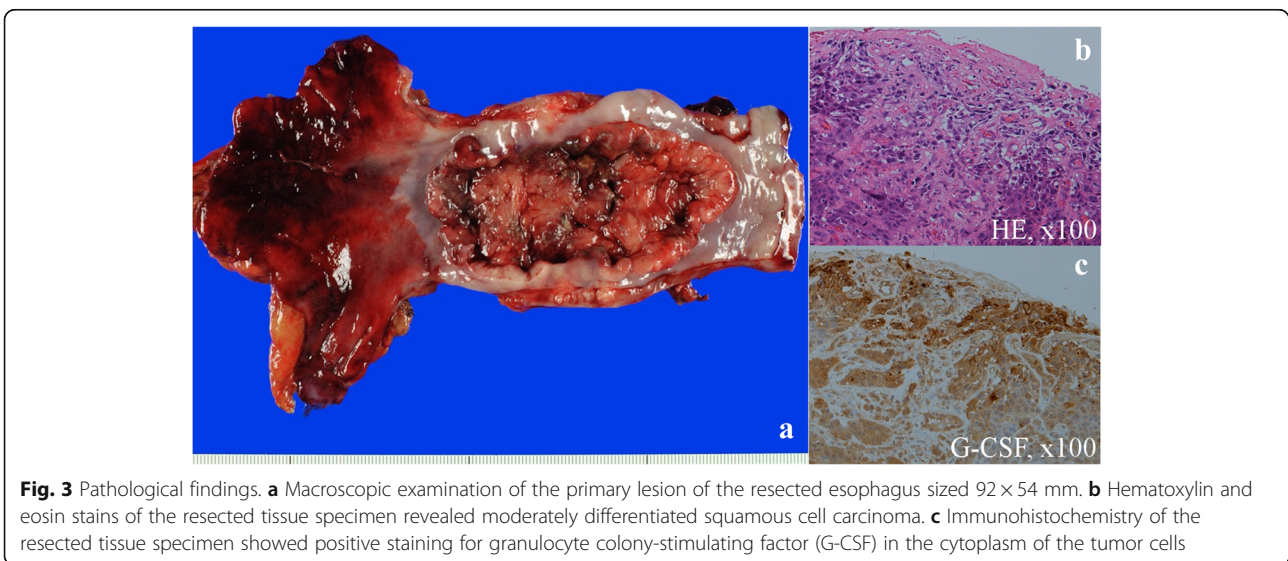 b
HE, x100
c
a
G-CSF, x100
Fig. 3 Pathological findings. a Macroscopic examination of the primary lesion of the resected esophagus sized 92 × 54 mm. b Hematoxylin and
eosin stains of the resected tissue specimen revealed moderately differentiated squamous cell carcinoma. c Immunohistochemistry of the
resected tissue specimen showed positive staining for granulocyte colony-stimulating factor (G-CSF) in the cytoplasm of the tumor cells